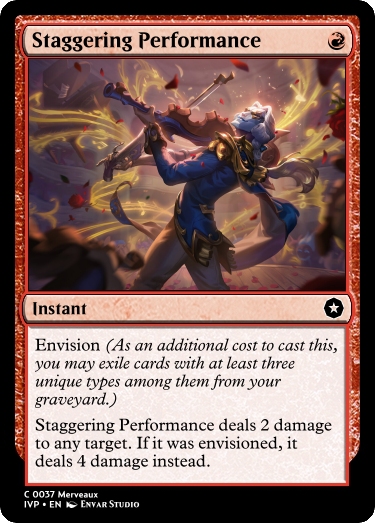 Staggering Performance
Instant
Envision (As an additional cost to cast this,
you may exile cards with at least three
unique types among them from your
graveyard.)
Staggering Performance deals 2 damage
to any target. If it was envisioned, it
deals 4 damage instead.
C 0037 Merveaux
IVP • EN Envar Studio